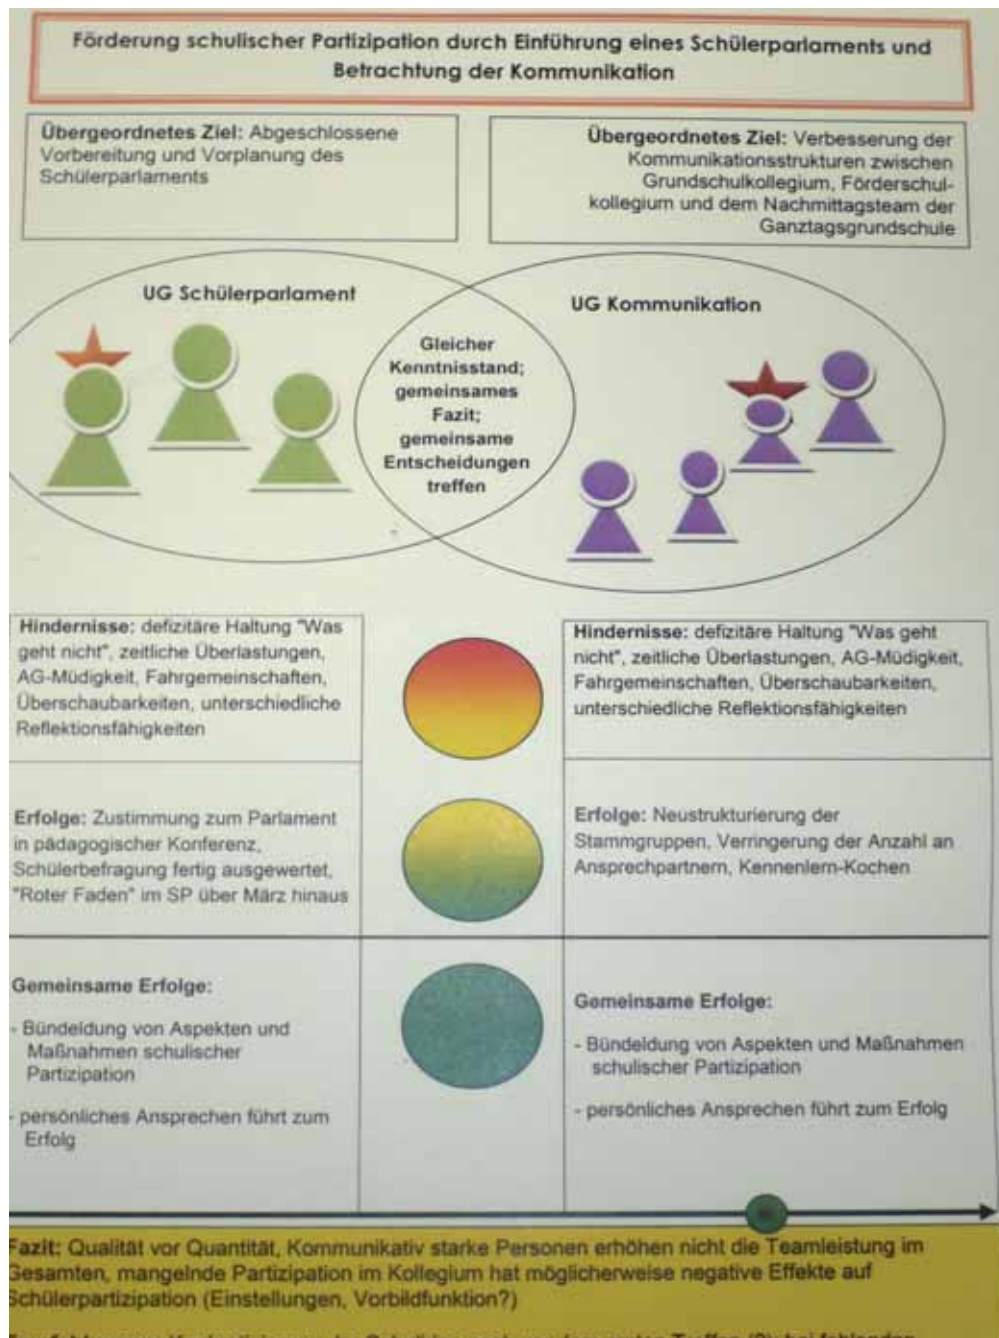 Förderung schulischer Partizipation durch Einführung eines Schülerparlaments und
Betrachtung der Kommunikation
Übergeordnetes Ziel: Abgeschlossene
Vorbereitung und Vorplanung des
Schülerparlaments
Übergeordnetes Ziel: Verbesserung der
Kommunikationsstrukturen zwischen
Grundschulkollegium, Förderschul-
kollegium und dem Nachmittagsteam der
Ganztagsgrundschule
UG Schülerparlament
Gleicher
Kenntnisstand;
gemeinsames
Fazit;
gemeinsame
Entscheidungen
treffen
UG Kommunikation
Hindernisse: defizitäre Haltung "Was
geht nicht", zeitliche Überlastungen,
AG-Müdigkeit, Fahrgemeinschaften,
Überschaubarkeiten, unterschiedliche
Reflektionsfähigkeiten
Hindernisse: defizitäre Haltung "Was geht
nicht", zeitliche Überlastungen, AG-Müdigkeit,
Fahrgemeinschaften, Überschaubarkeiten,
unterschiedliche Reflektionsfähigkeiten
Erfolge: Zustimmung zum Parlament
in pädagogischer Konferenz,
Schülerbefragung fertig ausgewertet,
"Roter Faden" im SP über März hinaus
Erfolge: Neustrukturierung der
Stammgruppen, Verringerung der Anzahl an
Ansprechpartnern, Kennenlern-Kochen
Gemeinsame Erfolge:
- Bündeldung von Aspekten und
Maßnahmen schulischer
Partizipation
- persönliches Ansprechen führt zum
Erfolg
Gemeinsame Erfolge:
- Bündeldung von Aspekten und Maßnahmen
schulischer Partizipation
- persönliches Ansprechen führt zum Erfolg
Fazit: Qualität vor Quantität, Kommunikativ starke Personen erhöhen nicht die Teamleistung im
Gesamten, mangelnde Partizipation im Kollegium hat möglicherweise negative Effekte auf
Schülerpartizipation (Einstellungen, Vorbildfunktion?)